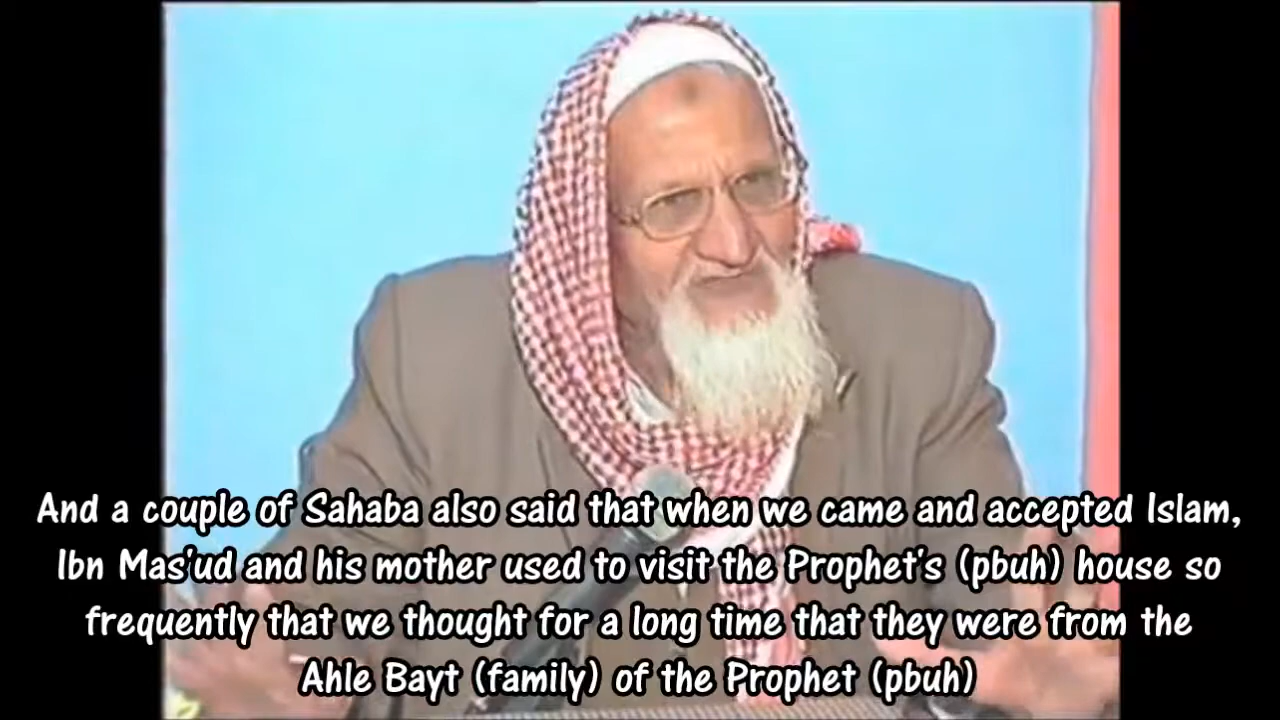 And a couple of Sahaba also said that when we came and accepted Islam,
Ibn Mas'ud and his mother used to visit the Prophet's (pbuh) house so
frequently that we thought for a long time that they were from the
Ahle Bayt (family) of the Prophet (pbuh)